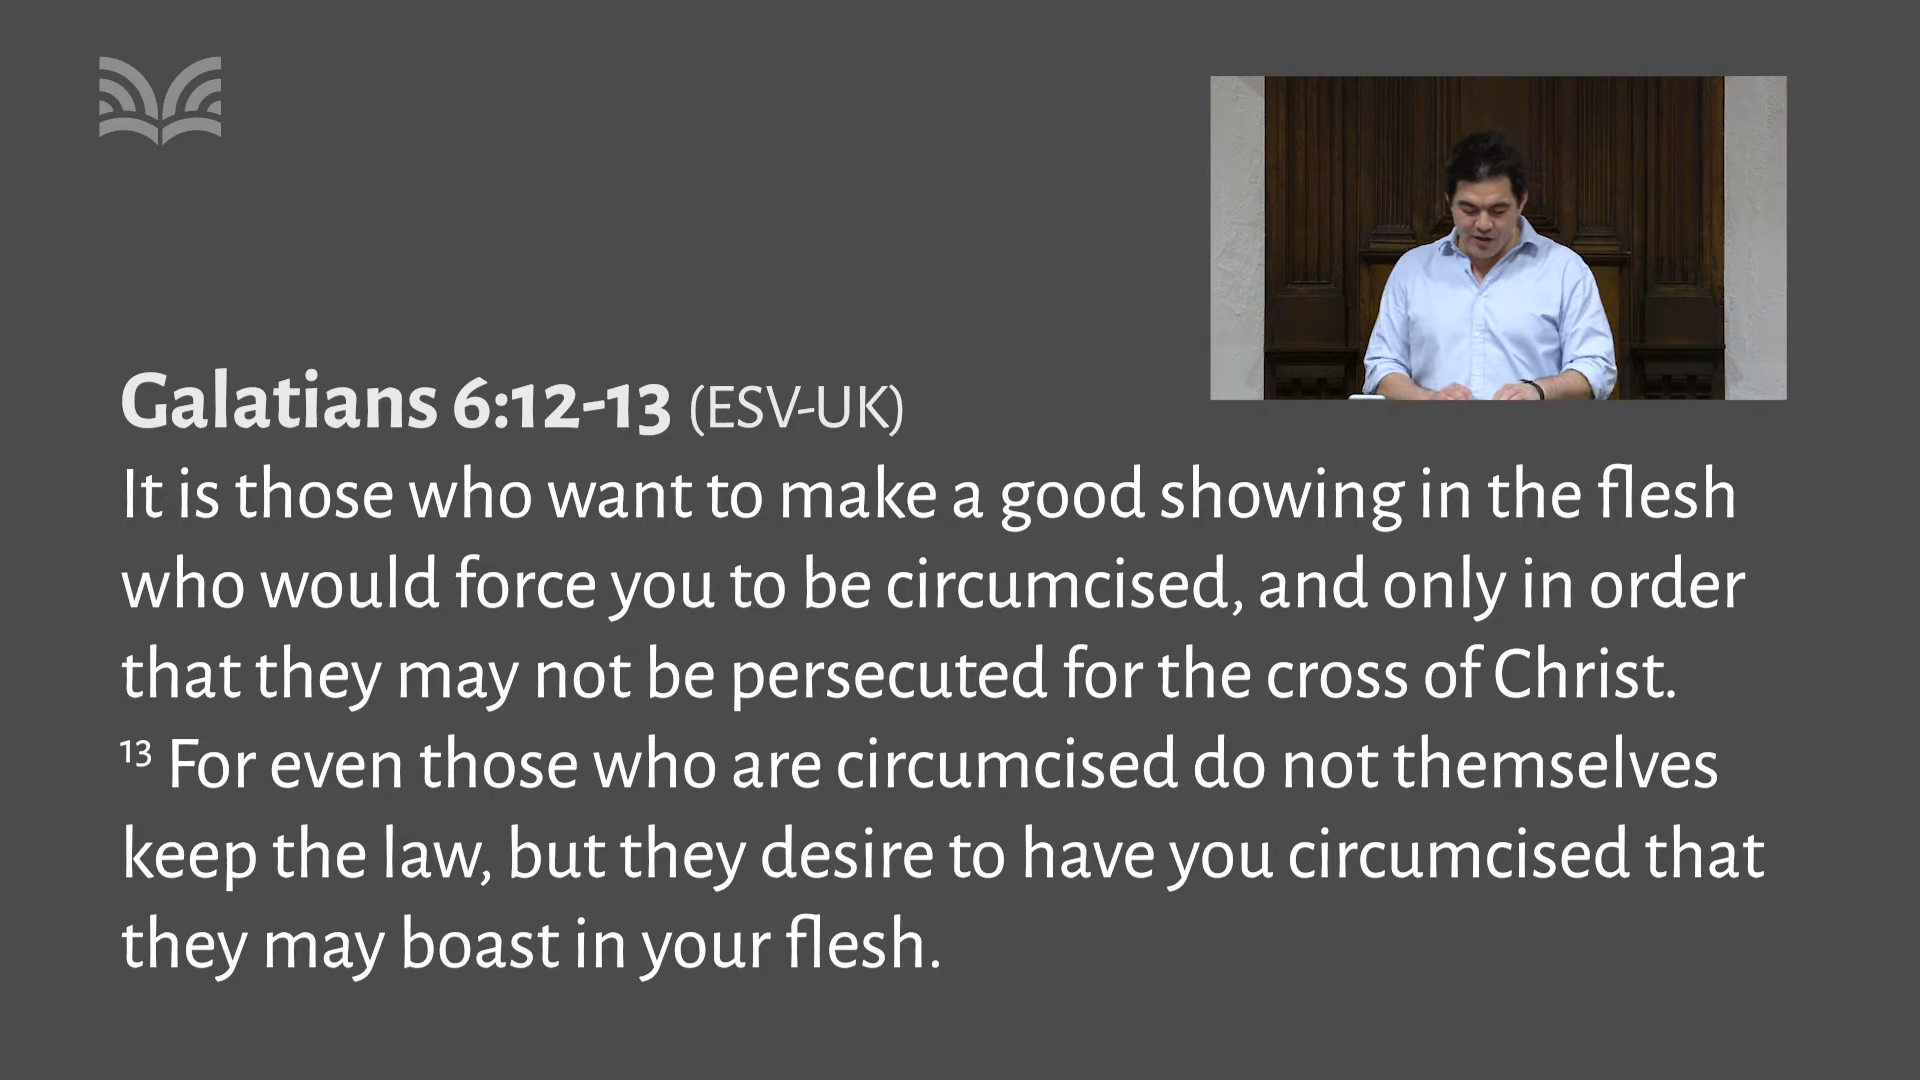 Galatians 6:12-13 (ESV-UK)
It is those who want to make a good showing in the flesh
who would force you to be circumcised, and only in order
that they may not be persecuted for the cross of Christ.
¹³ For even those who are circumcised do not themselves
keep the law, but they desire to have you circumcised that
they may boast in your flesh.